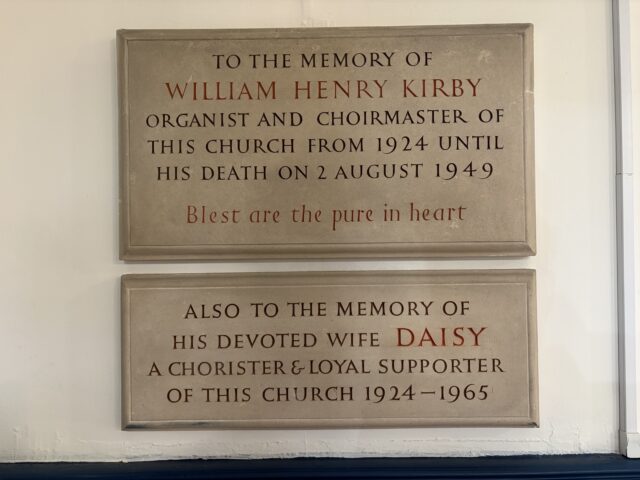 TO THE MEMORY OF
WILLIAM HENRY KIRBY
ORGANIST AND CHOIRMASTER OF
THIS CHURCH FROM 1924 UNTIL
HIS DEATH ON 2 AUGUST 1949
Blest are the pure in heart
ALSO TO THE MEMORY OF
HIS DEVOTED WIFE DAISY
A CHORISTER & LOYAL SUPPORTER
OF THIS CHURCH 1924–1965